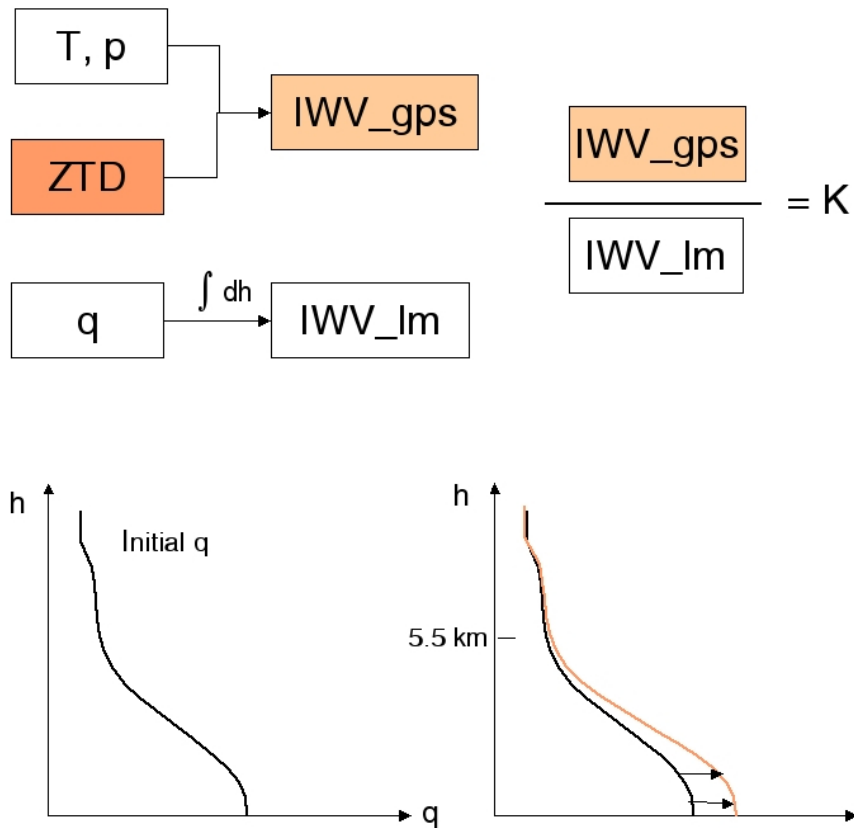 T, p
IWV_gps
ZTD
∫ dh
q
IWV_lm
IWV_gps
IWV_lm
= K
h
Initial q
q
h
5.5 km